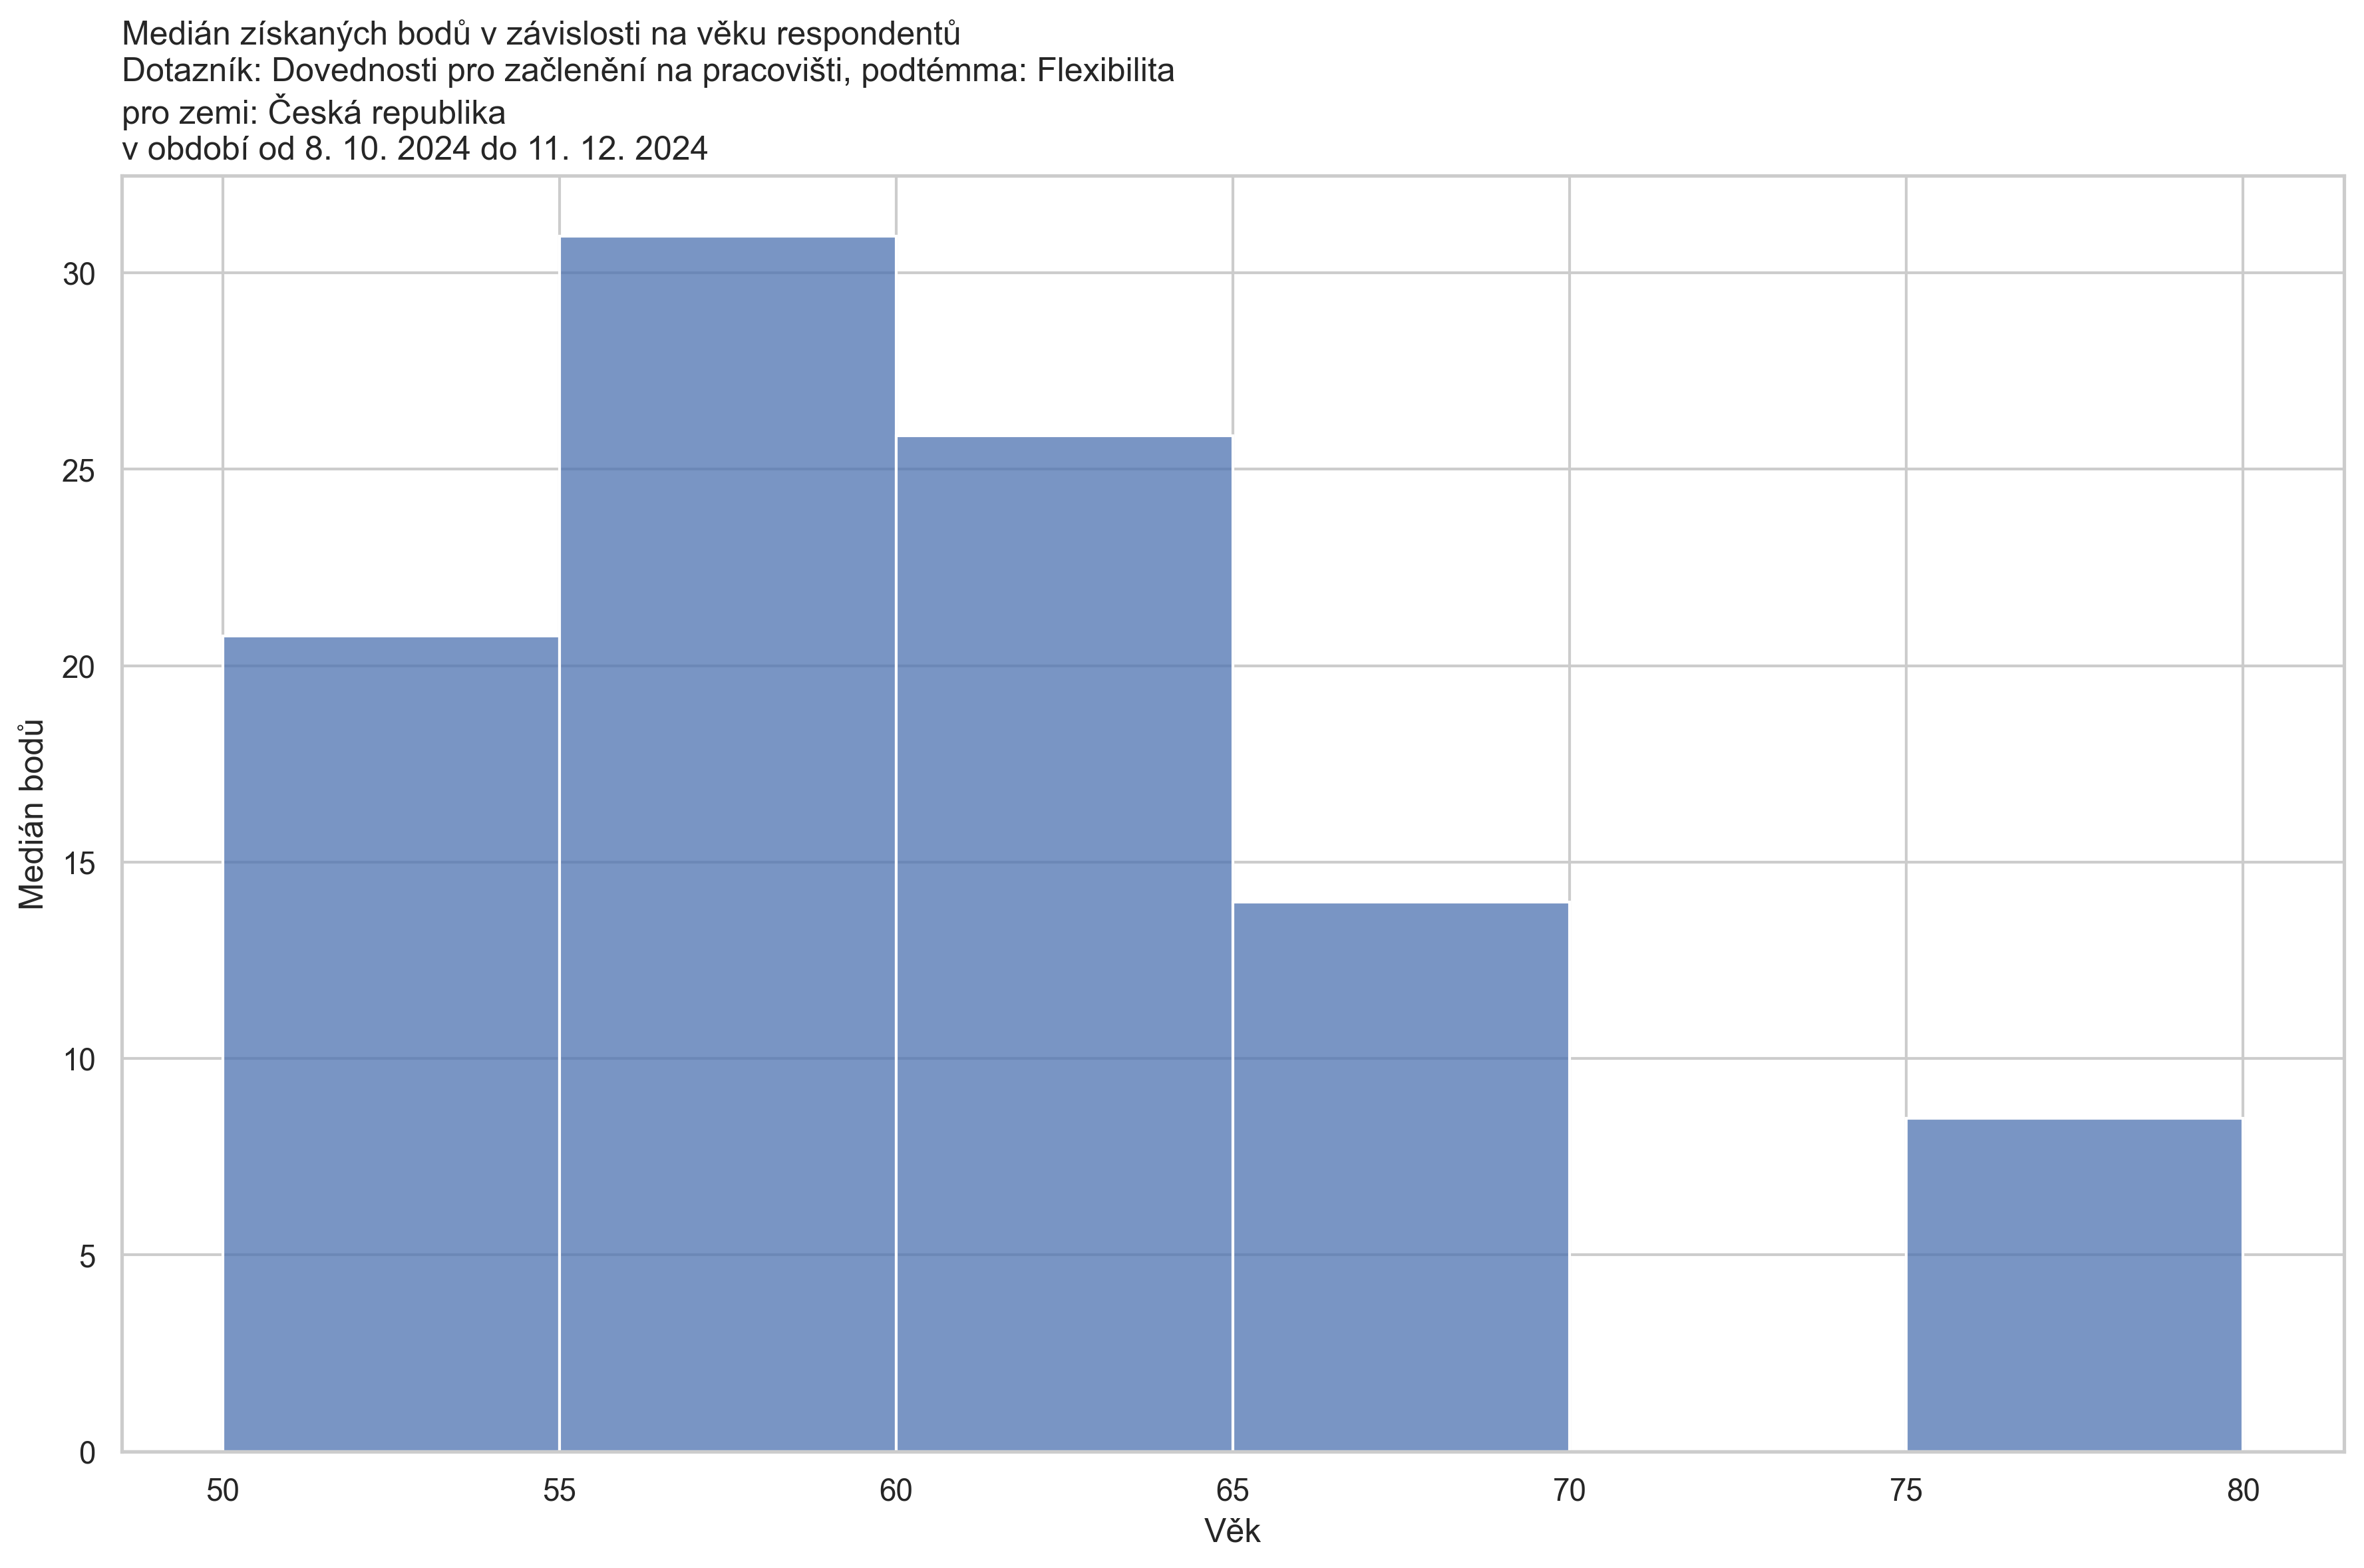 Medián získaných bodů v závislosti na věku respondentů
Dotazník: Dovednosti pro začlenění na pracovišti, podtémma: Flexibilita
pro zemi: Česká republika
v období od 8. 10. 2024 do 11. 12. 2024
30
25
20
15
10
5
0
Medián bodů
50 55 60 65 70 75 80
Věk